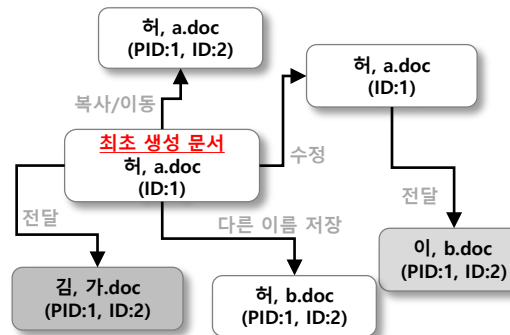 허, a.doc
(PID:1, ID:2)
허, a.doc
(ID:1)
복사/이동
최초 생성 문서
허, a.doc
(ID:1)
수정
전달
전달
다른 이름 저장
이, b.doc
(PID:1, ID:2)
김, 가.doc
(PID:1, ID:2)
허, b.doc
(PID:1, ID:2)